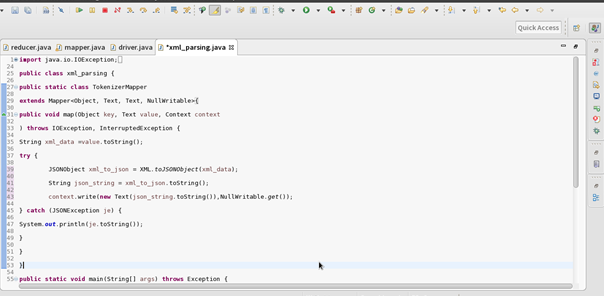 Quick Access
reducer.java mapper.java driver.java *xml_parsing.java
1 import java.io.IOException;
24
25 public class xml_parsing {
26
27 public static class TokenizerMapper
28
29 extends Mapper<Object, Text, Text, NullWritable>{
30
31 public void map(Object key, Text value, Context context
32
33 ) throws IOException, InterruptedException {
34
35 String xml_data =value.toString();
36
37 try {
38
39 JSONObject xml_to_json = XML.toJSONObject(xml_data);
40
41 String json_string = xml_to_json.toString();
42
43 context.write(new Text(json_string.toString()),NullWritable.get());
44
45 } catch (JSONException je) {
46
47 System.out.println(je.toString());
48
49 }
50
51 }
52
53 }
54
55 public static void main(String[] args) throws Exception {